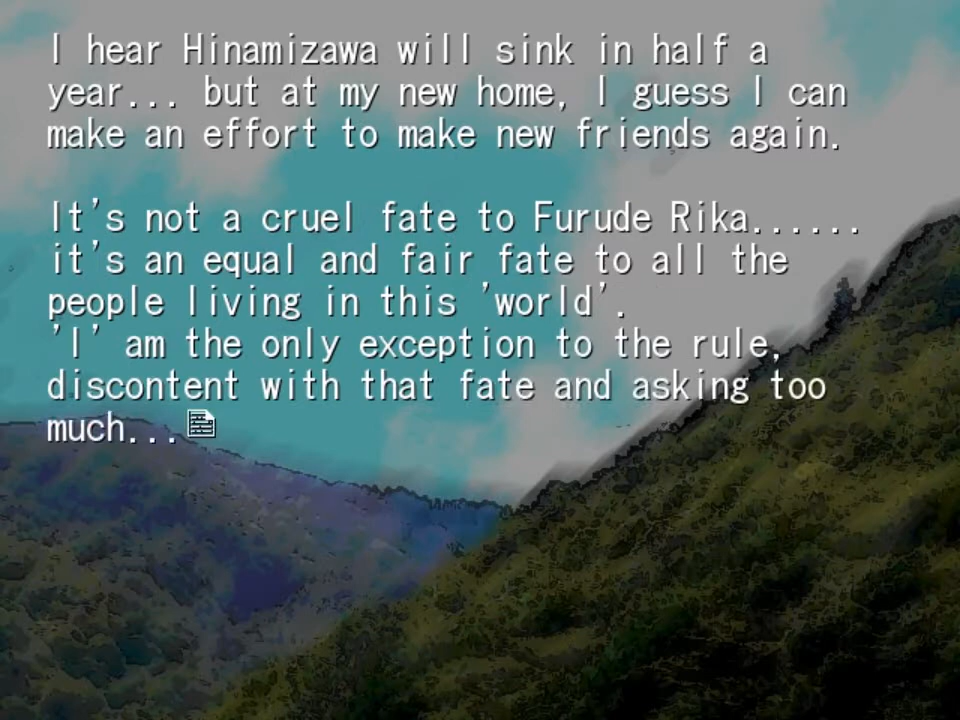 I hear Hinamizawa will sink in half a
year... but at my new home, I guess I can
make an effort to make new friends again.
It's not a cruel fate to Furude Rika......
it's an equal and fair fate to all the
people living in this 'world'.
'I' am the only exception to the rule,
discontent with that fate and asking too
much...